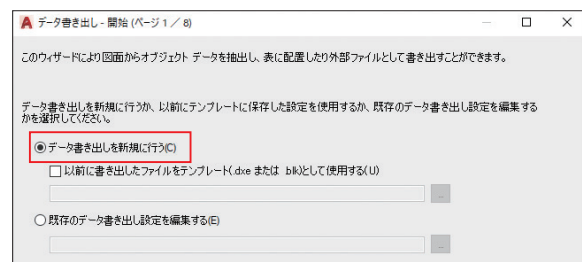 データ書き出し - 開始 (ページ 1 / 8)
このウィザードにより図面からオブジェクト データを抽出し、表に配置したり外部ファイルとして書き出すことができます。
データ書き出しを新規に行うか、以前にテンプレートに保存した設定を使用するか、既存のデータ書き出し設定を編集する
かを選択してください。
データ書き出しを新規に行う(C)
以前に書き出したファイルをテンプレート(.dxe または .blk)として使用する(U)
...
既存のデータ書き出し設定を編集する(E)
...